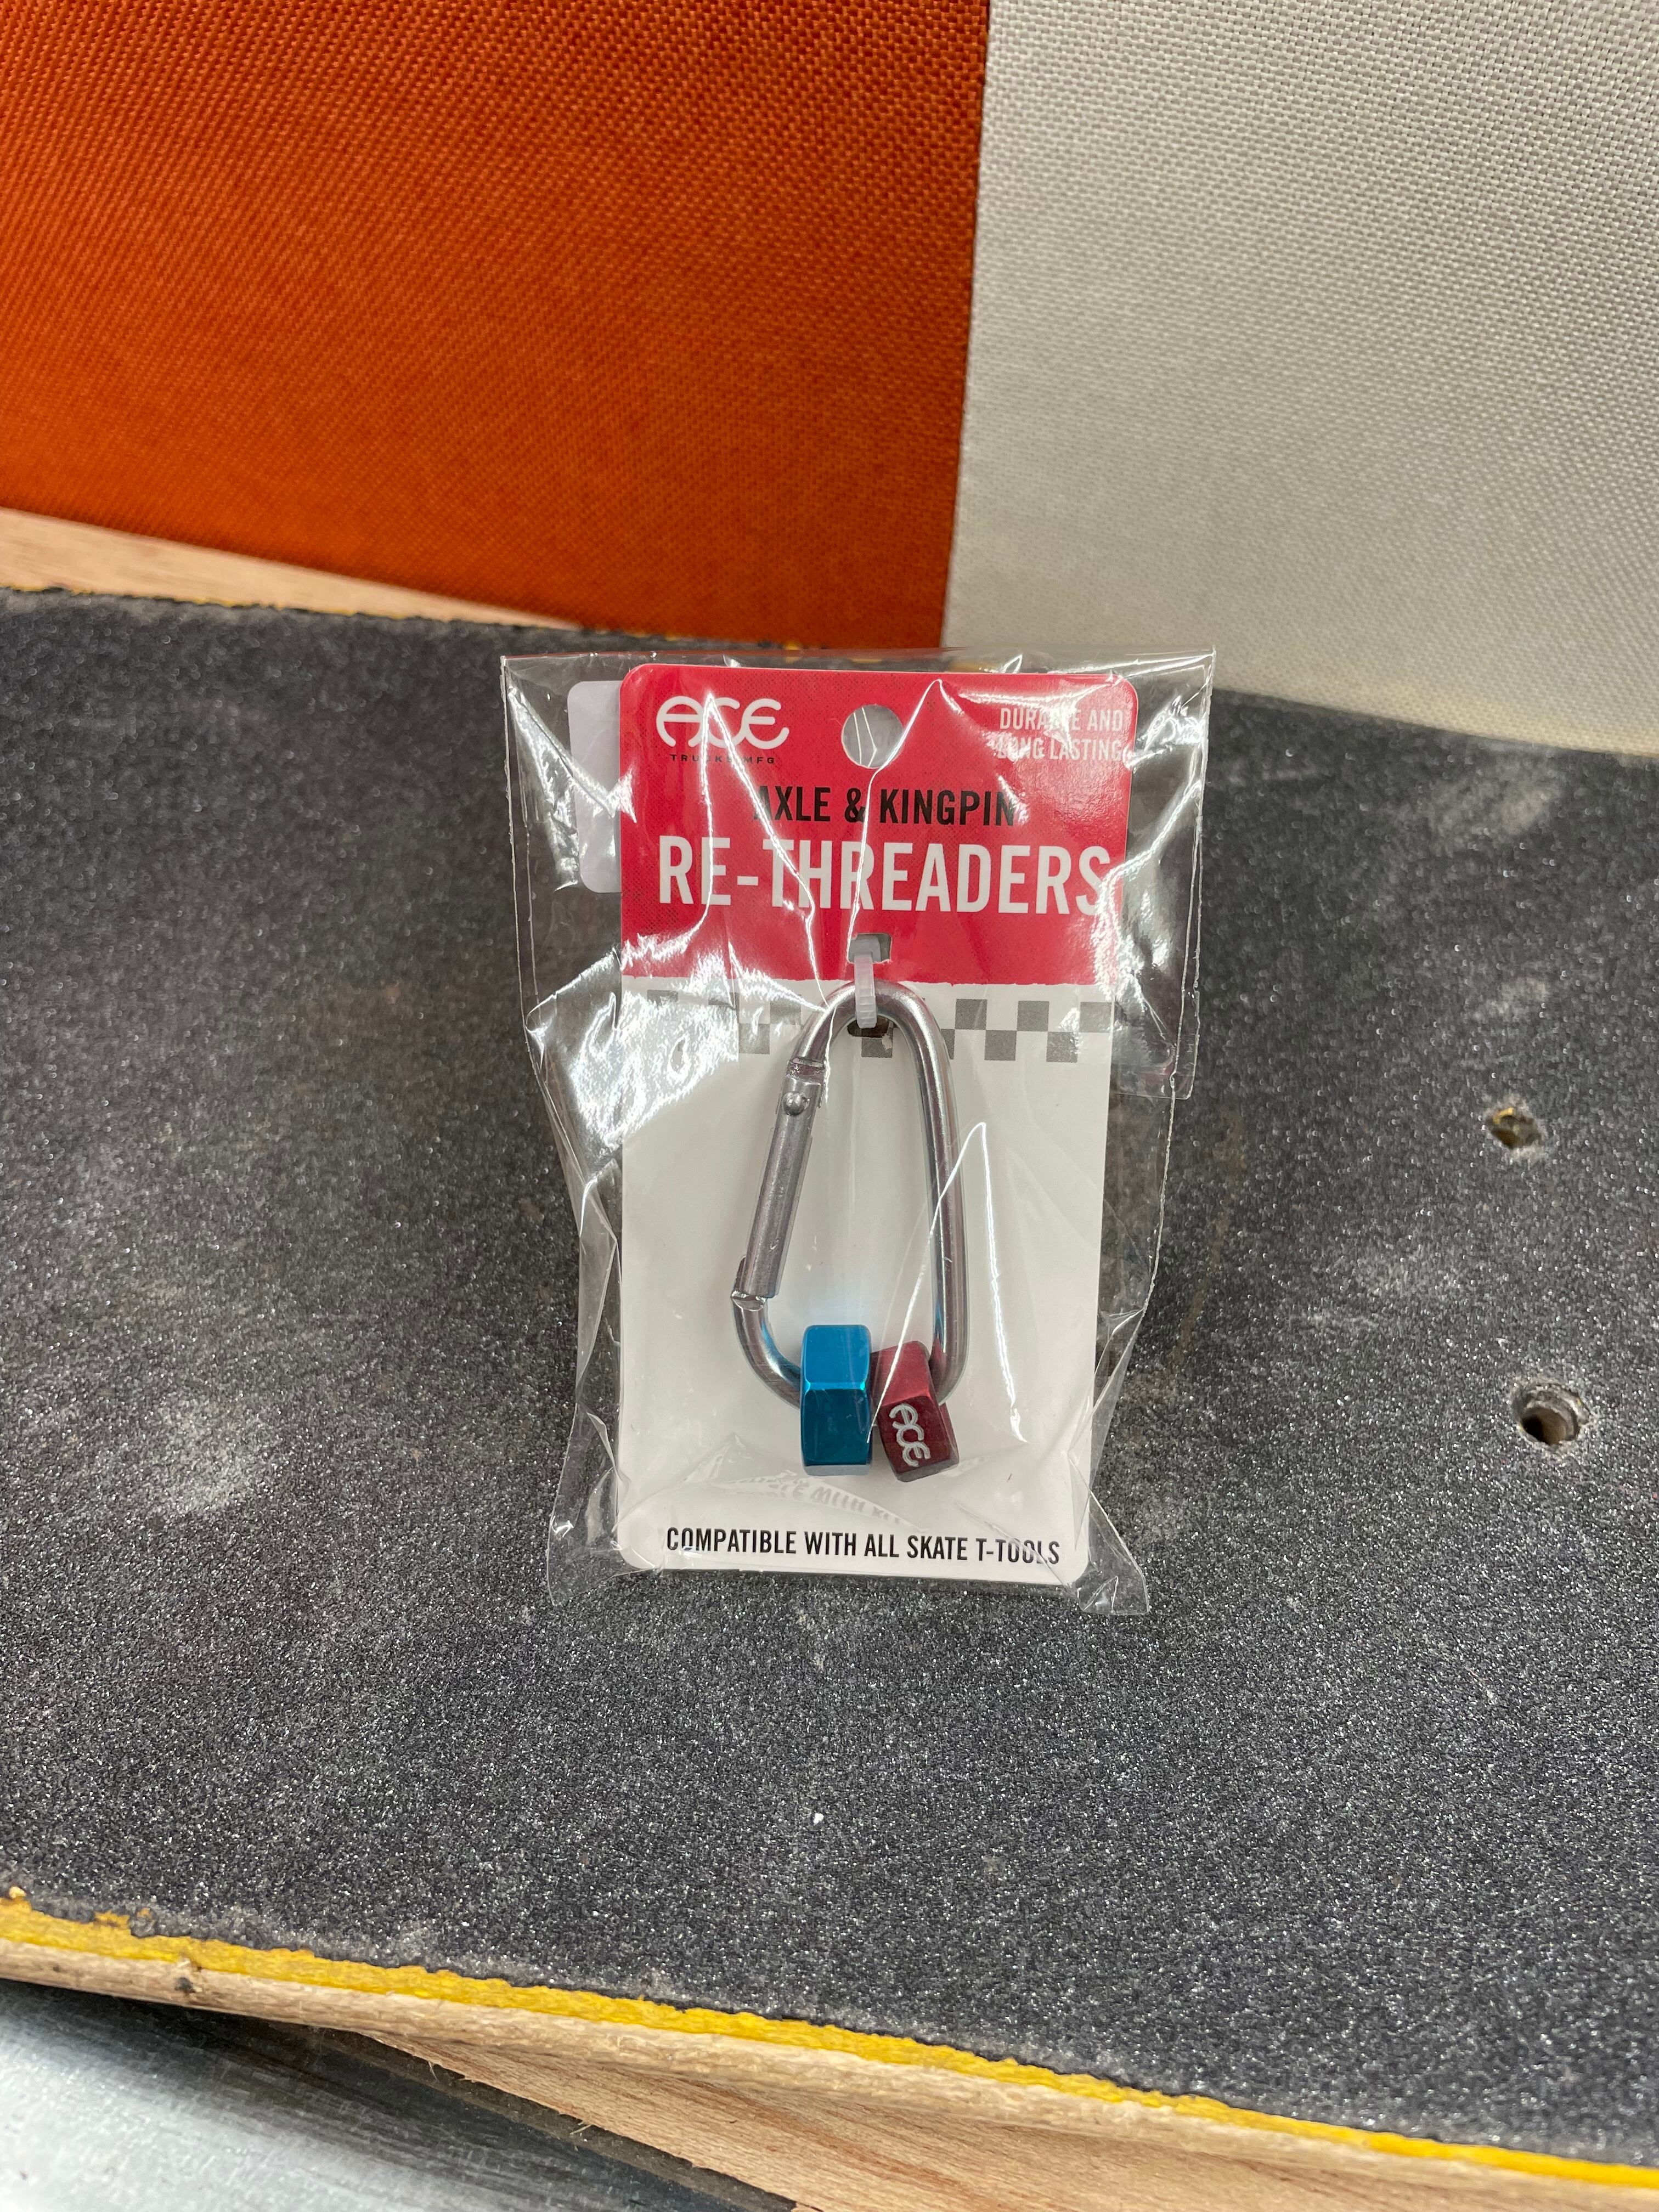 ACE
TRUCKS MFG
DURABLE AND
LONG LASTING
AXLE & KINGPIN
RE-THREADERS
ACE
COMPATIBLE WITH ALL SKATE T-TOOLS